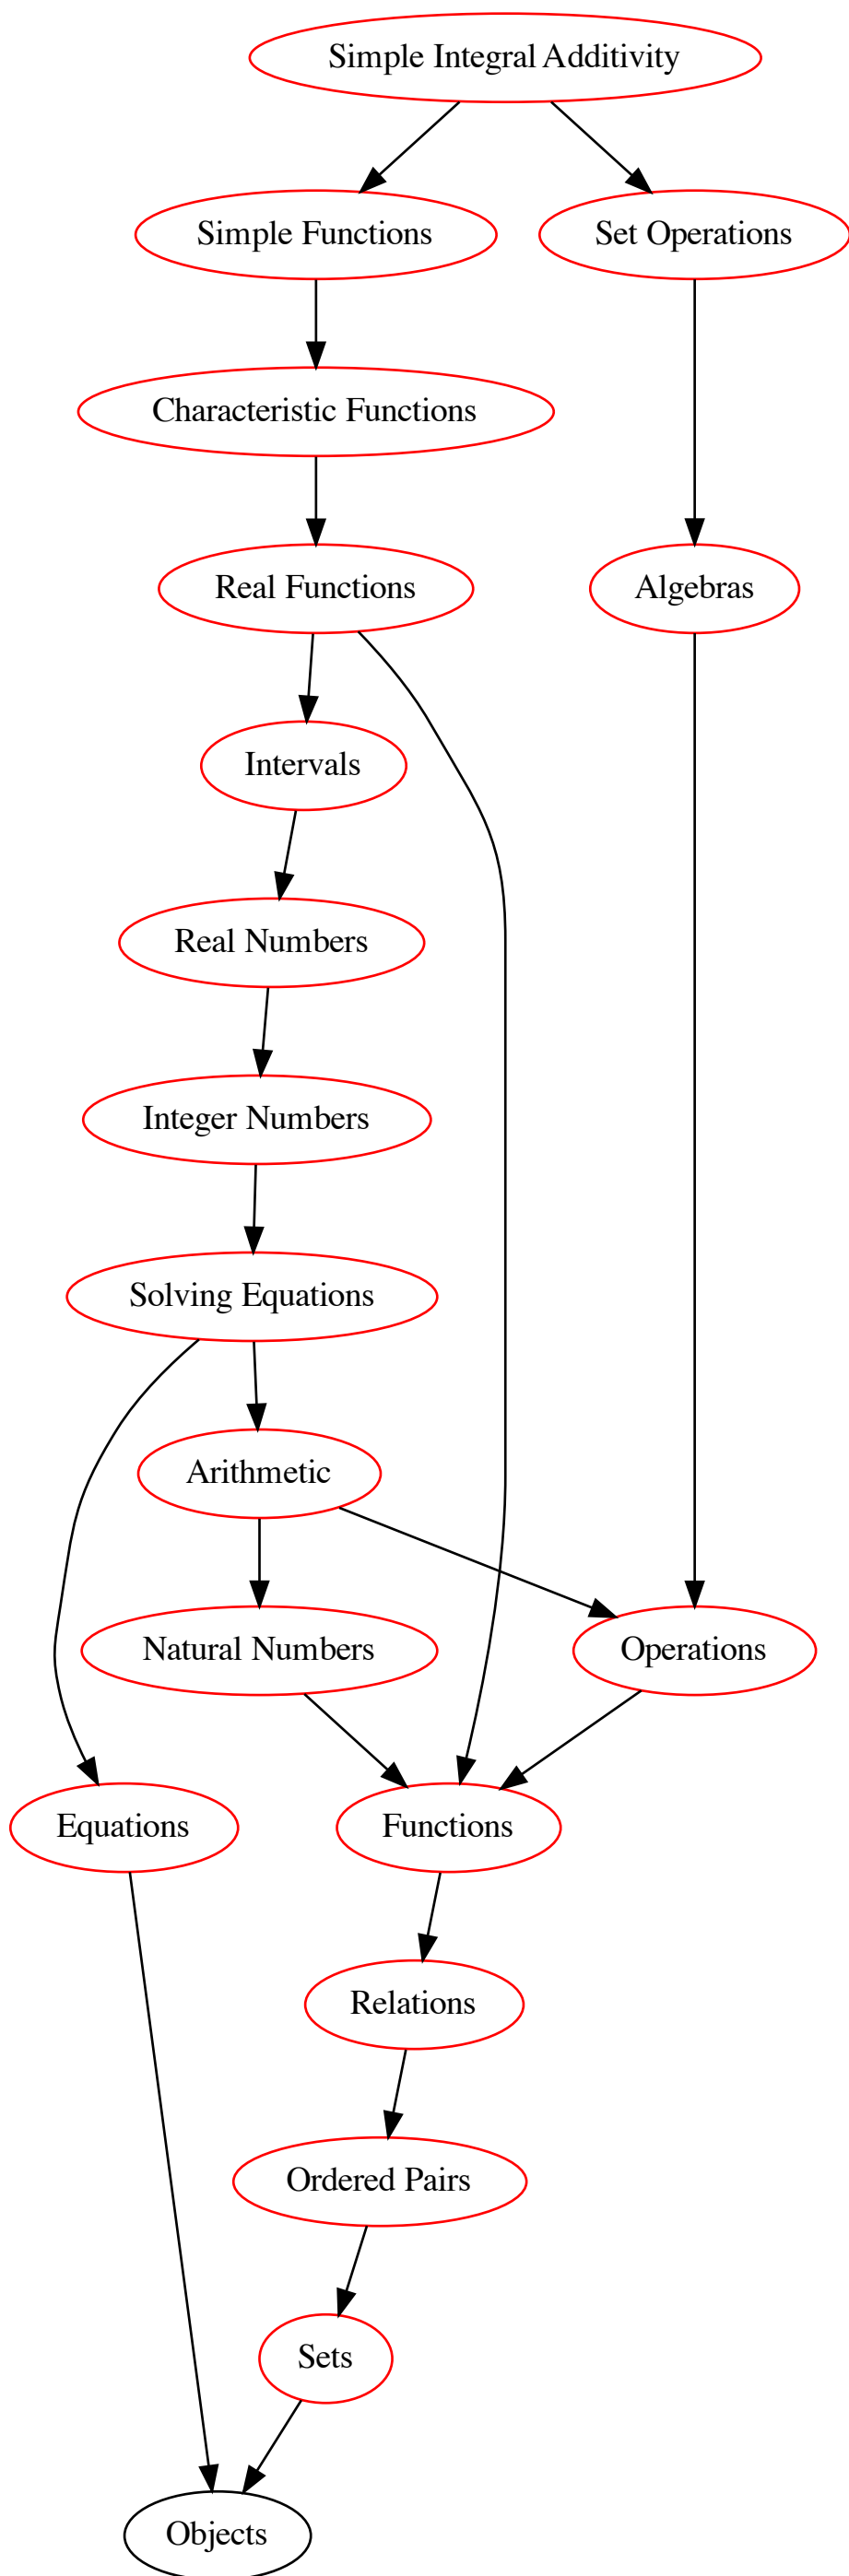 Simple Integral Additivity
Simple Functions
Set Operations
Characteristic Functions
Real Functions
Algebras
Intervals
Real Numbers
Integer Numbers
Solving Equations
Arithmetic
Natural Numbers
Operations
Equations
Functions
Relations
Ordered Pairs
Sets
Objects